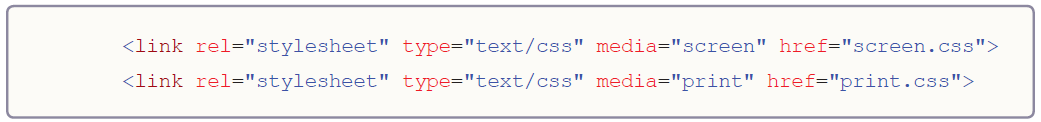 <link rel="stylesheet" type="text/css" media="screen" href="screen.css">
<link rel="stylesheet" type="text/css" media="print" href="print.css">